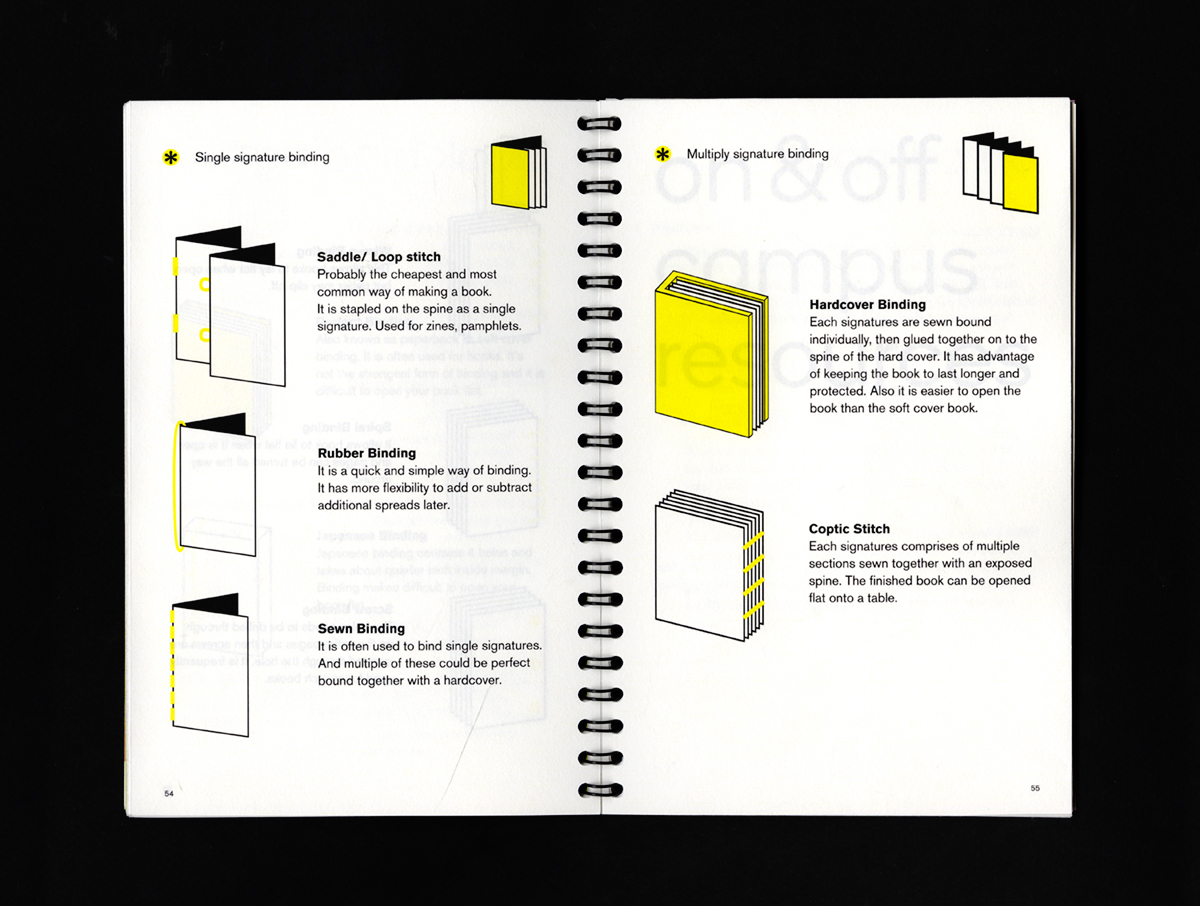 Single signature binding
Saddle/ Loop stitch
Probably the cheapest and most
common way of making a book.
It is stapled on the spine as a single
signature. Used for zines, pamphlets.
Rubber Binding
It is a quick and simple way of binding.
It has more flexibility to add or subtract
additional spreads later.
Sewn Binding
It is often used to bind single signatures.
And multiple of these could be perfect
bound together with a hardcover.
54
Multiply signature binding
on & off
campus
Hardcover Binding
Each signatures are sewn bound
individually, then glued together on to the
spine of the hard cover. It has advantage
of keeping the book to last longer and
protected. Also it is easier to open the
book than the soft cover book.
Coptic Stitch
Each signatures comprises of multiple
sections sewn together with an exposed
spine. The finished book can be opened
flat onto a table.
55